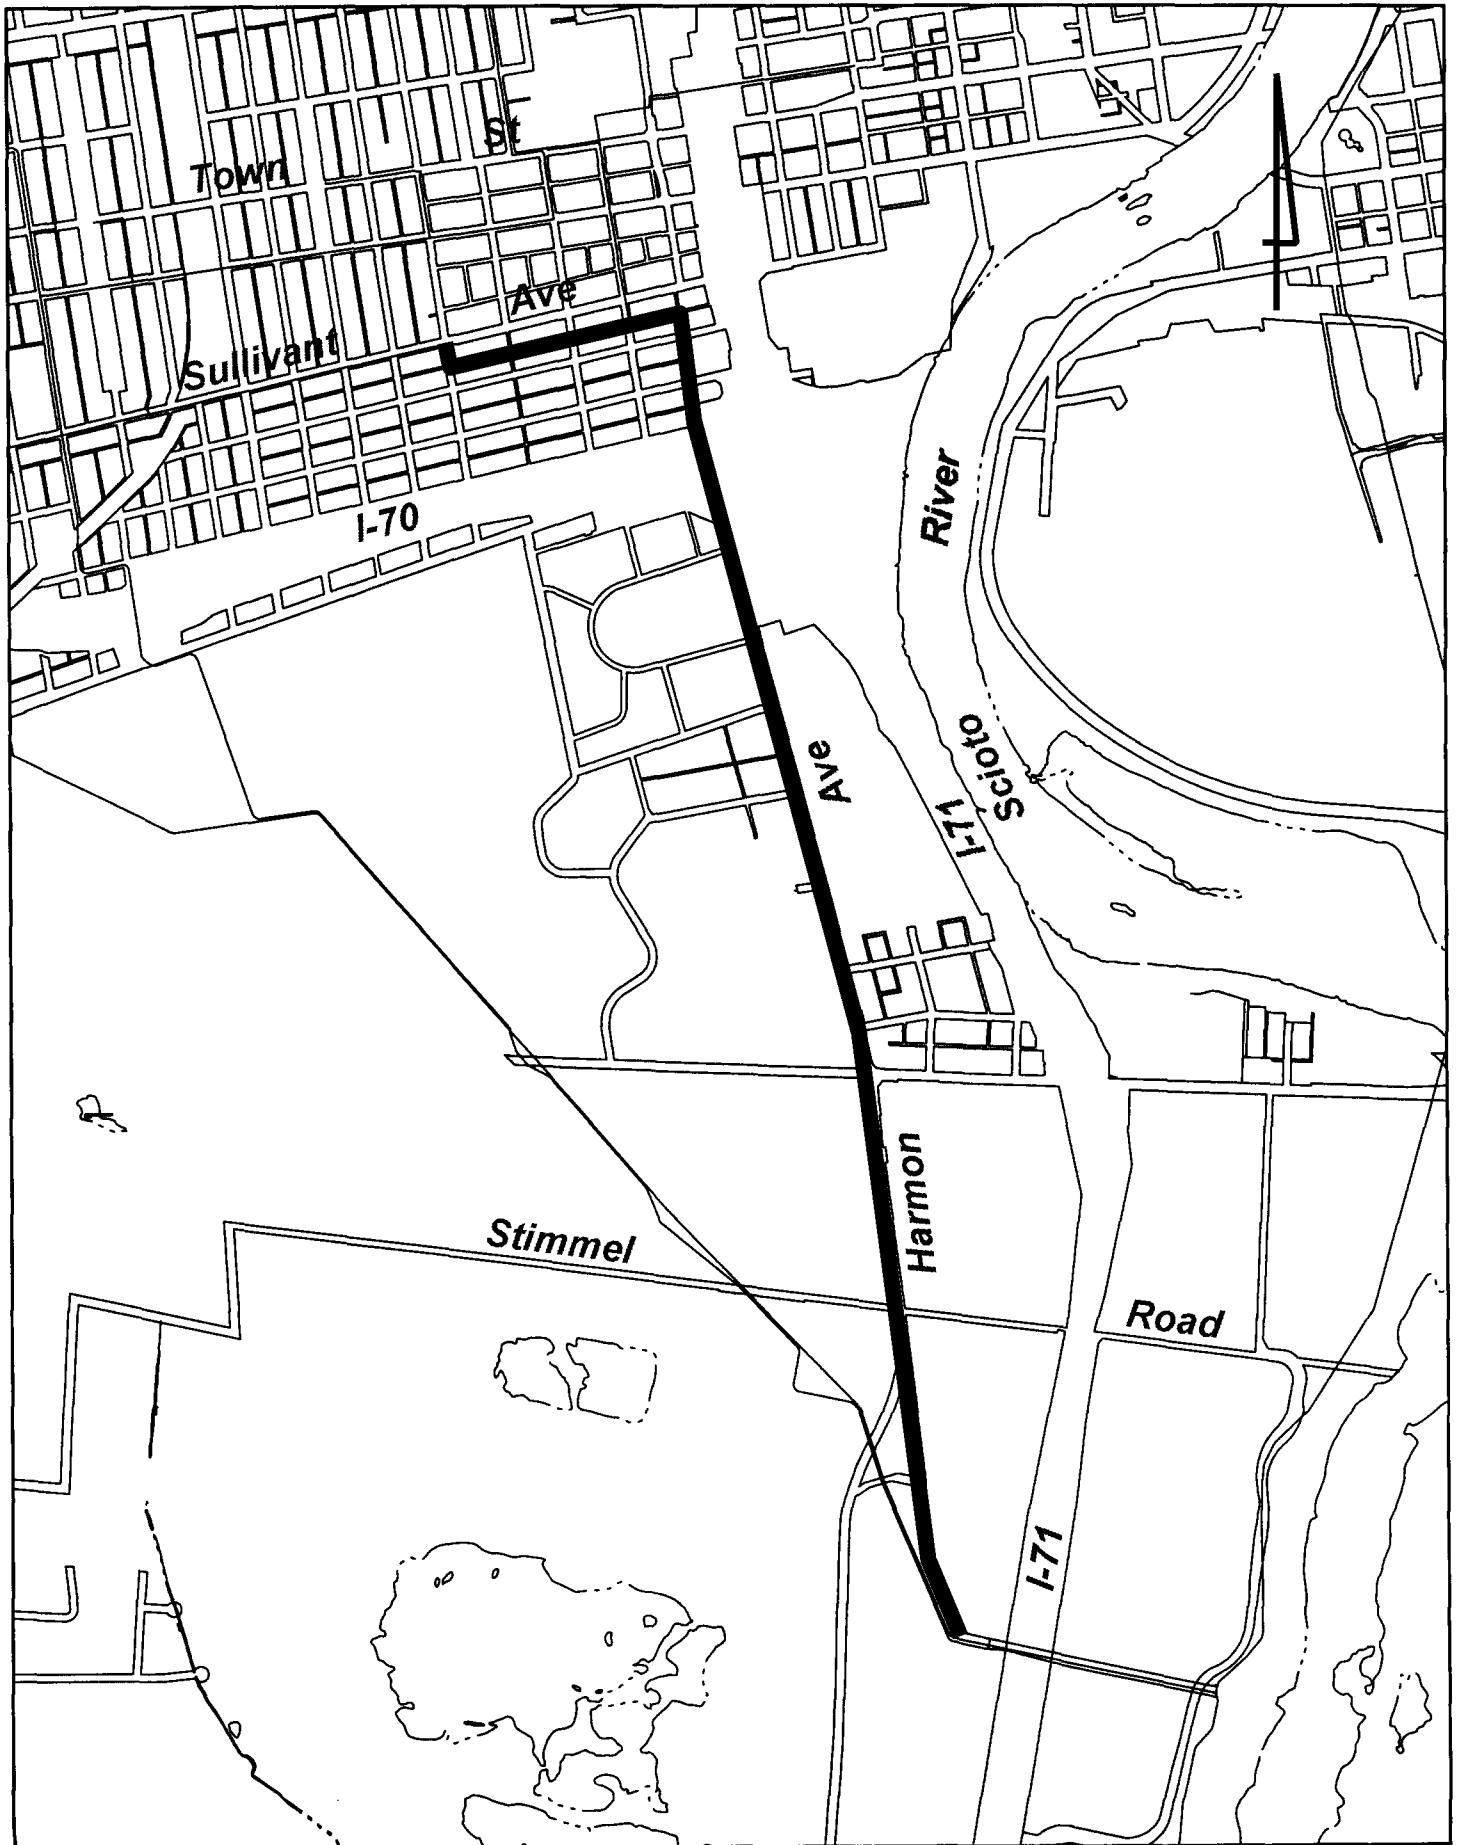 Town St
Sullivant Ave
I-70
Scioto River
I-71
Harmon Ave
Stimmel Road
I-71